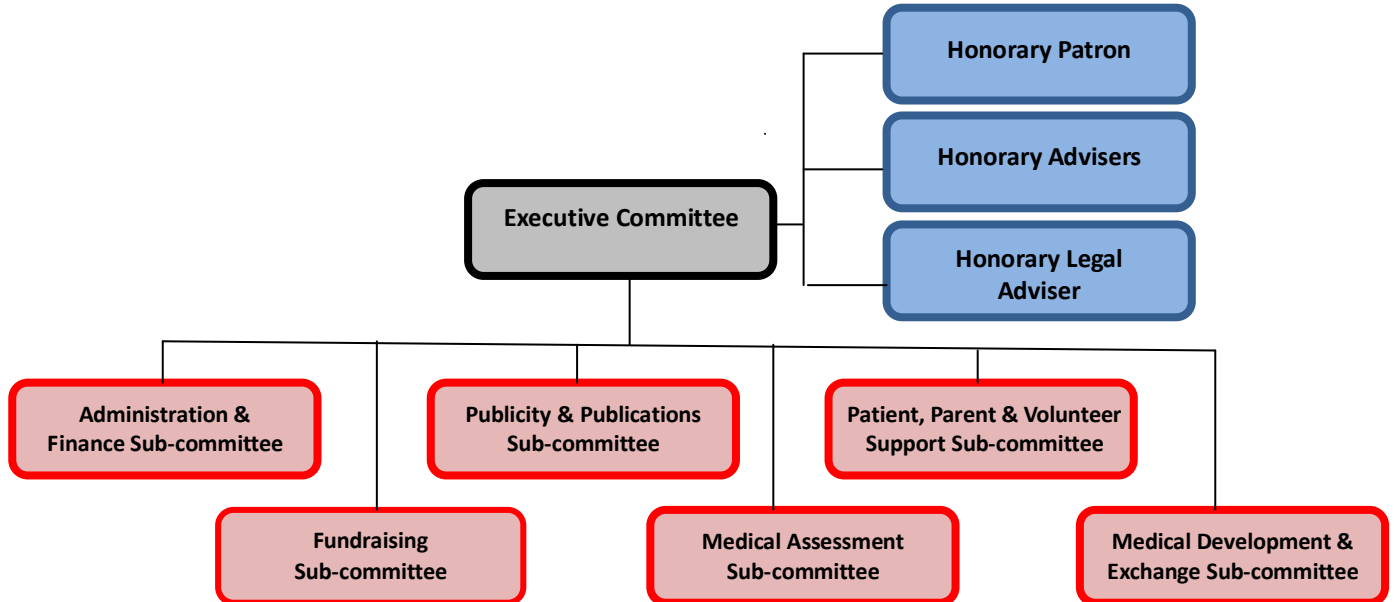 Honorary Patron
Honorary Advisers
Executive Committee
Honorary Legal
Adviser
Administration &
Finance Sub-committee
Publicity & Publications
Sub-committee
Patient, Parent & Volunteer
Support Sub-committee
Fundraising
Sub-committee
Medical Assessment
Sub-committee
Medical Development &
Exchange Sub-committee